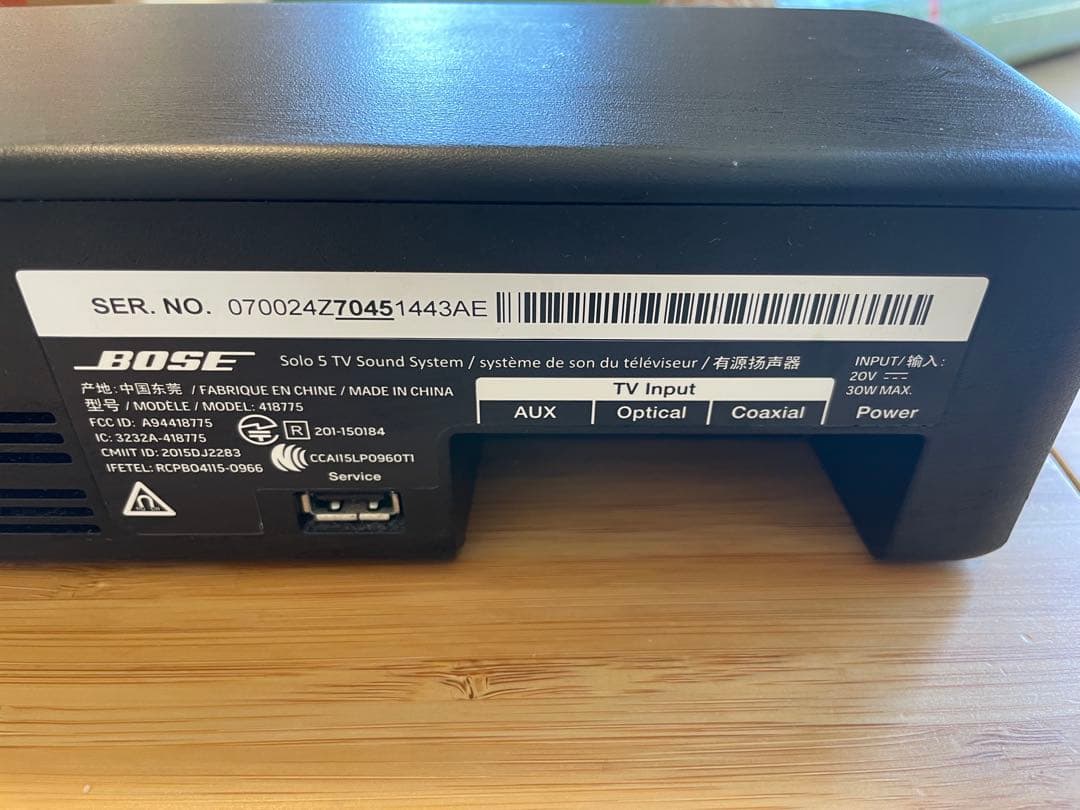 SER. NO. 070024Z70451443AE
BOSE Solo 5 TV Sound System / système de son du téléviseur / 有源扬声器
产地: 中国东莞 / FABRIQUE EN CHINE / MADE IN CHINA
型号 / MODÈLE / MODEL: 418775
FCC ID: A94418775
IC: 3232A-418775
CMIIT ID: 2015DJ2283
IFETEL: RCPBO4115-0966
R 201-150184
CCAI15LP0960T1
Service
TV Input
AUX Optical Coaxial
INPUT/输入:
20V
30W MAX.
Power